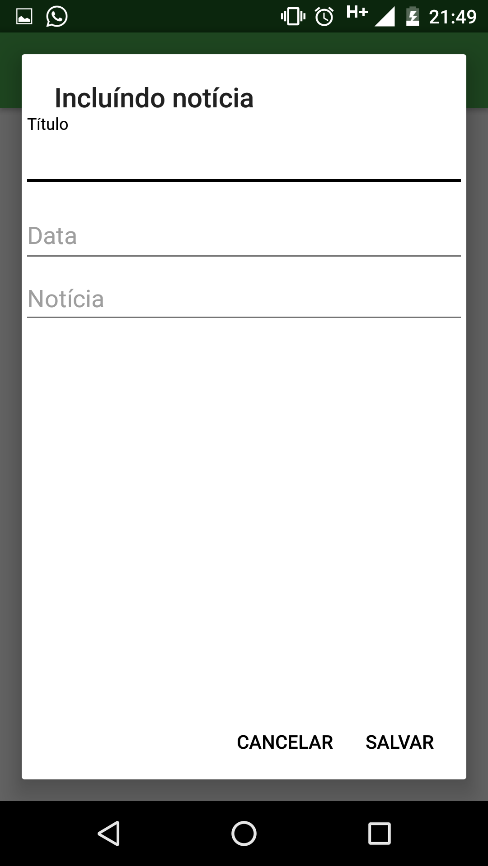 H+ 21:49
Incluíndo notícia
Título
Data
Notícia
CANCELAR SALVAR